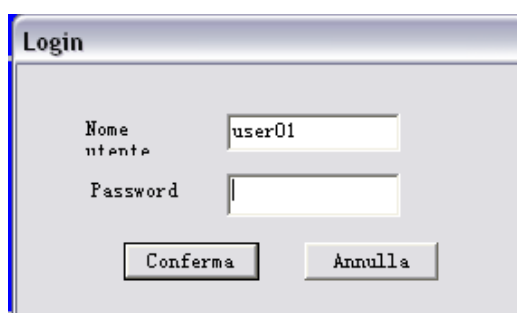 Login
Nome
utente
user01
Password
Conferma
Annulla